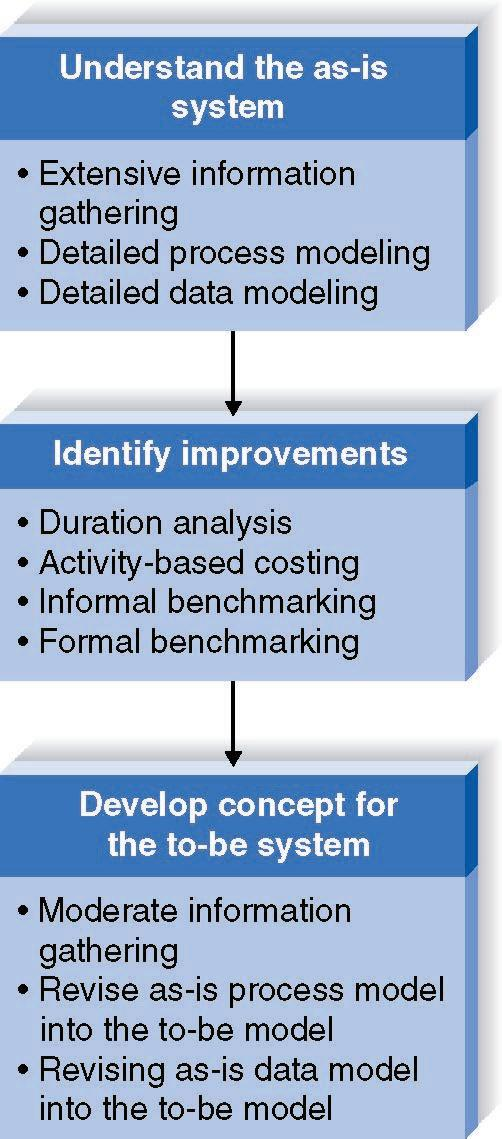 Understand the as-is
system
• Extensive information
gathering
• Detailed process modeling
• Detailed data modeling
Identify improvements
• Duration analysis
• Activity-based costing
• Informal benchmarking
• Formal benchmarking
Develop concept for
the to-be system
• Moderate information
gathering
• Revise as-is process model
into the to-be model
• Revising as-is data model
into the to-be model